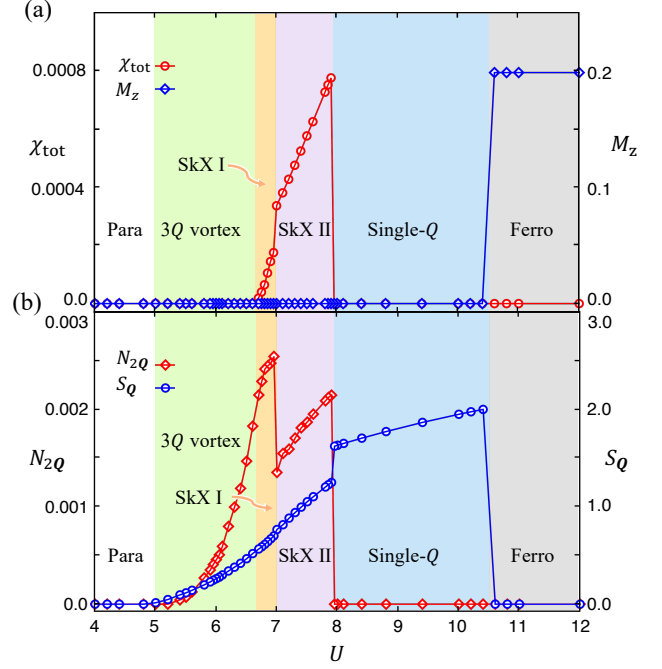 (a)
0.0008
0.0004
0.0
χtot
χtot
Mz
SkX I
Para
3Q vortex
SkX II
Single-Q
Ferro
0.2
0.1
0.0
Mz
(b)
0.003
0.002
0.001
0.0
N2Q
N2Q
SQ
3Q vortex
SkX I
Para
SkX II
Single-Q
Ferro
3.0
2.0
1.0
0.0
SQ
4 5 6 7 8 9 10 11 12
U